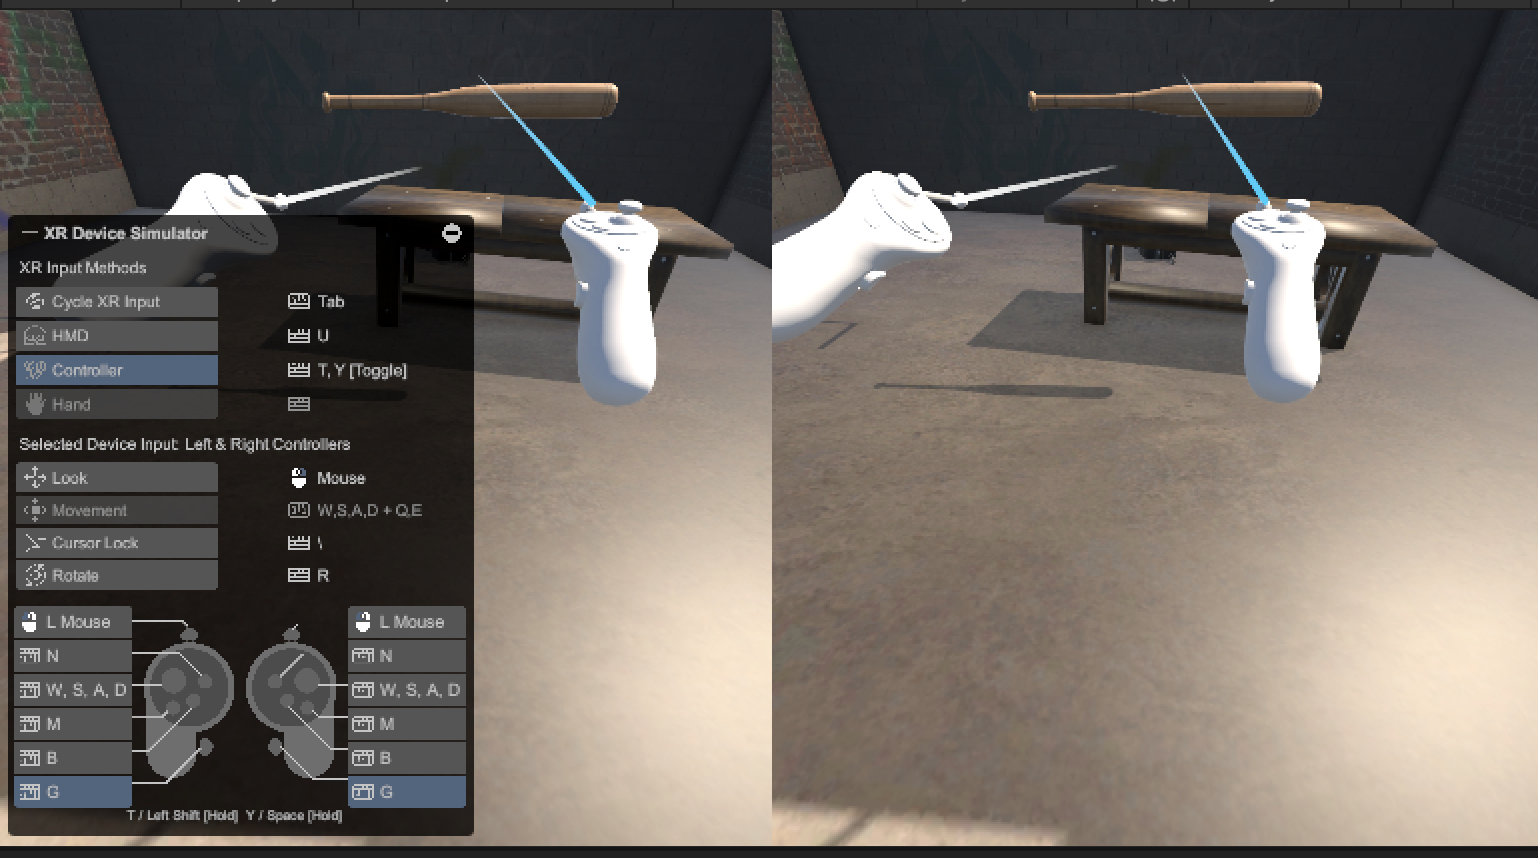 XR Device Simulator
XR Input Methods
Cycle XR Input Tab
HMD U
Controller T, Y [Toggle]
Hand
Selected Device Input: Left & Right Controllers
Look Mouse
Movement W,S,A,D + Q,E
Cursor Lock \
Rotate R
L Mouse L Mouse
N N
W, S, A, D W, S, A, D
M M
B B
G G
T / Left Shift [Hold] Y / Space [Hold]